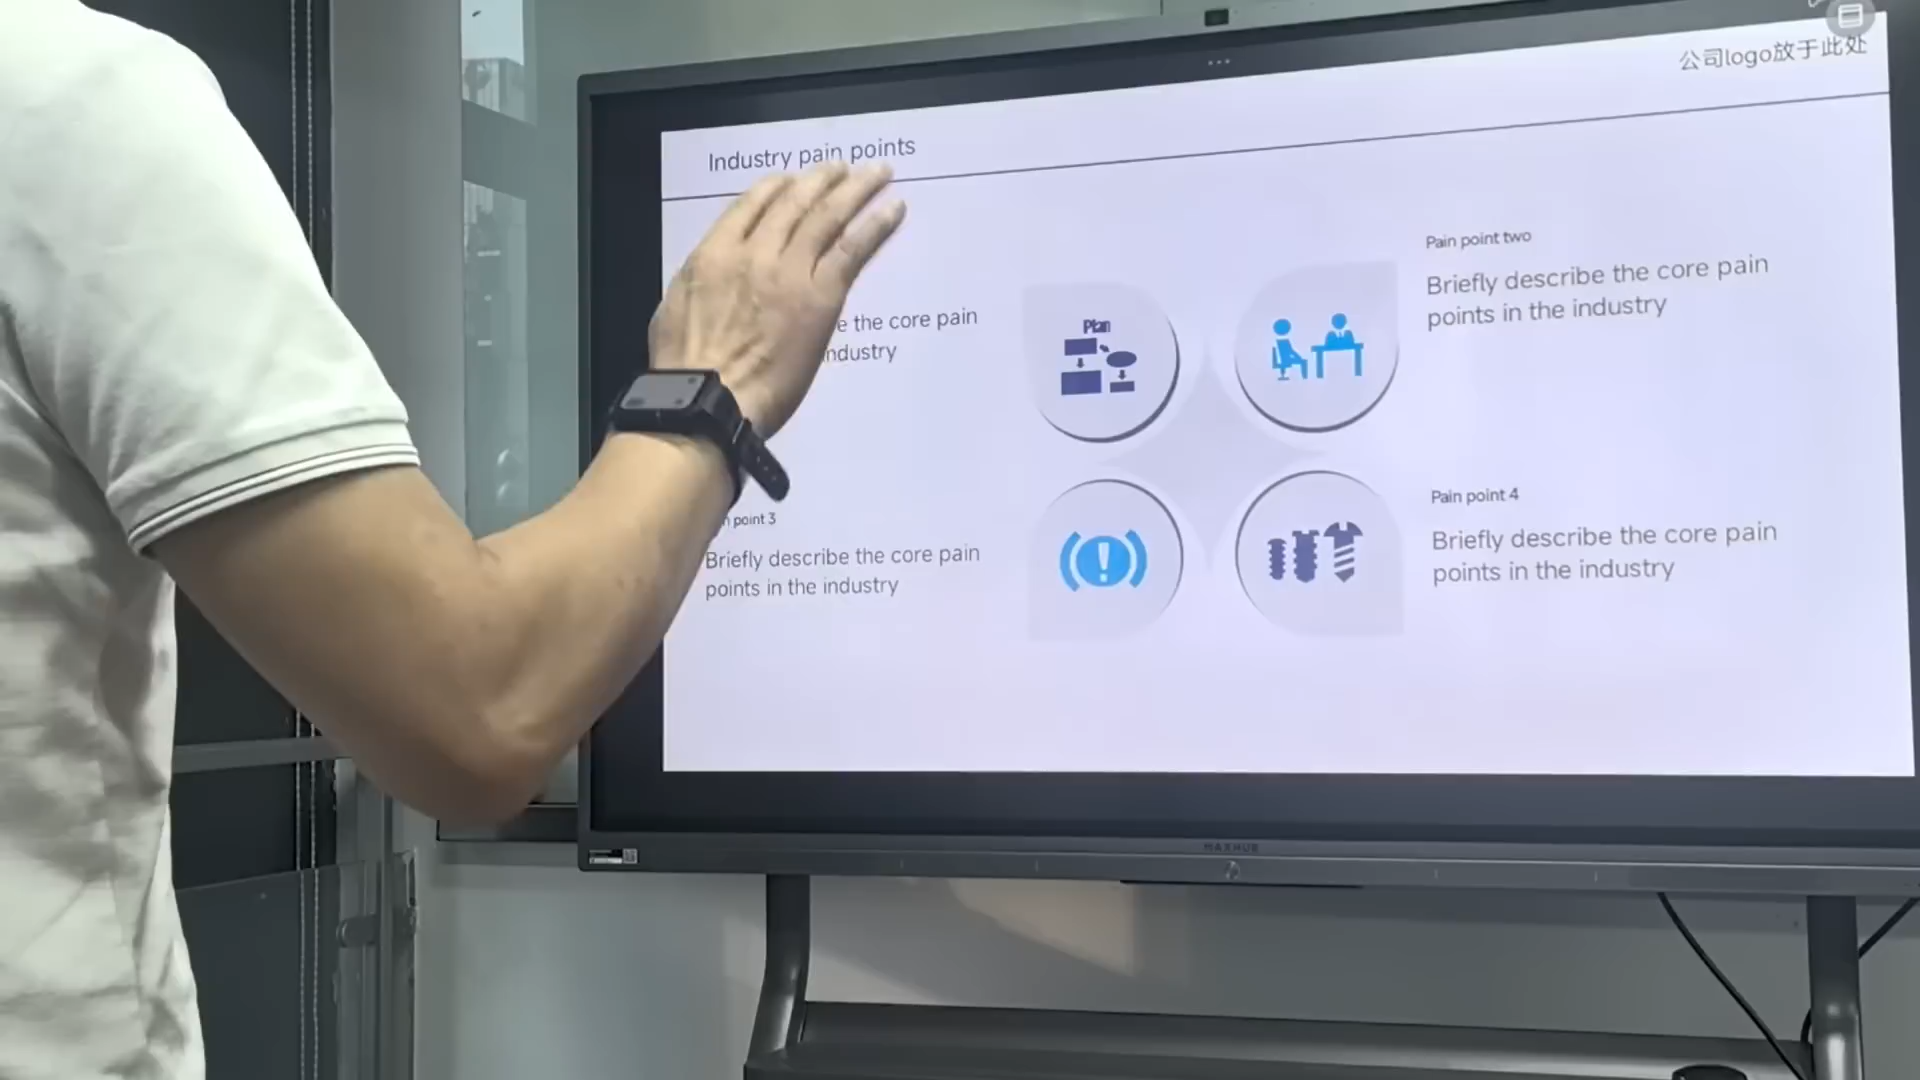 公司logo放于此处
Industry pain points
the core pain
Pain point two
Briefly describe the core pain
points in the industry
Plan
point 3
Briefly describe the core pain
points in the industry
Pain point 4
Briefly describe the core pain
points in the industry
MAXHUB